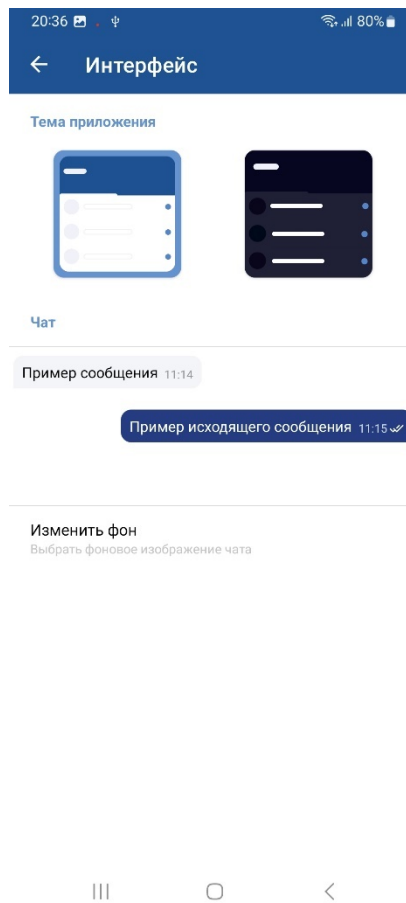 20:36 80%
Интерфейс
Тема приложения
Чат
Пример сообщения 11:14
Пример исходящего сообщения 11:15
Изменить фон
Выбрать фоновое изображение чата